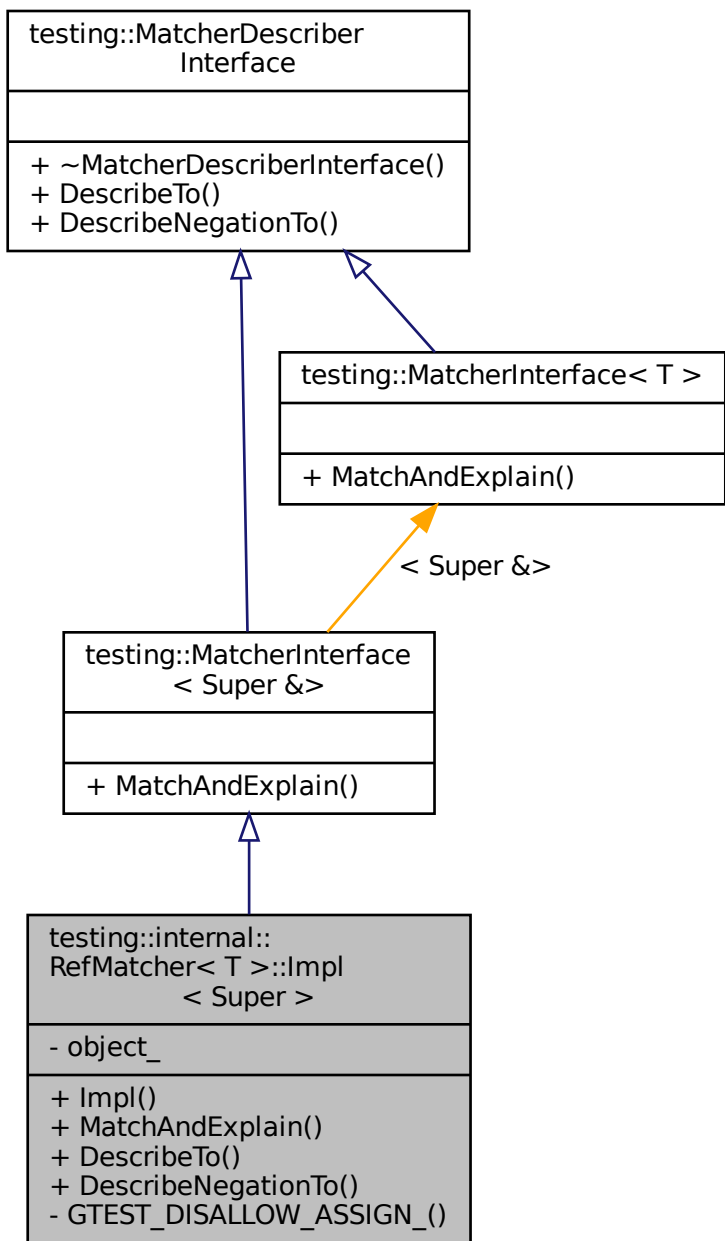 testing::MatcherDescriber
Interface
+ ~MatcherDescriberInterface()
+ DescribeTo()
+ DescribeNegationTo()
testing::MatcherInterface< T >
+ MatchAndExplain()
< Super &>
testing::MatcherInterface
< Super &>
+ MatchAndExplain()
testing::internal::
RefMatcher< T >::Impl
< Super >
- object_
+ Impl()
+ MatchAndExplain()
+ DescribeTo()
+ DescribeNegationTo()
- GTEST_DISALLOW_ASSIGN_()